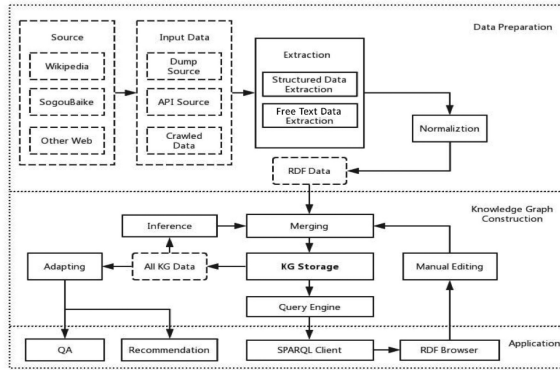 Source
Wikipedia
SogouBaike
Other Web
Input Data
Dump
Source
API Source
Crawled
Data
Extraction
Structured Data
Extraction
Free Text Data
Extraction
Data Preparation
Normaliztion
RDF Data
Knowledge Graph
Construction
Inference
Merging
Adapting
All KG Data
KG Storage
Manual Editing
Query Engine
Application
QA
Recommendation
SPARQL Client
RDF Browser